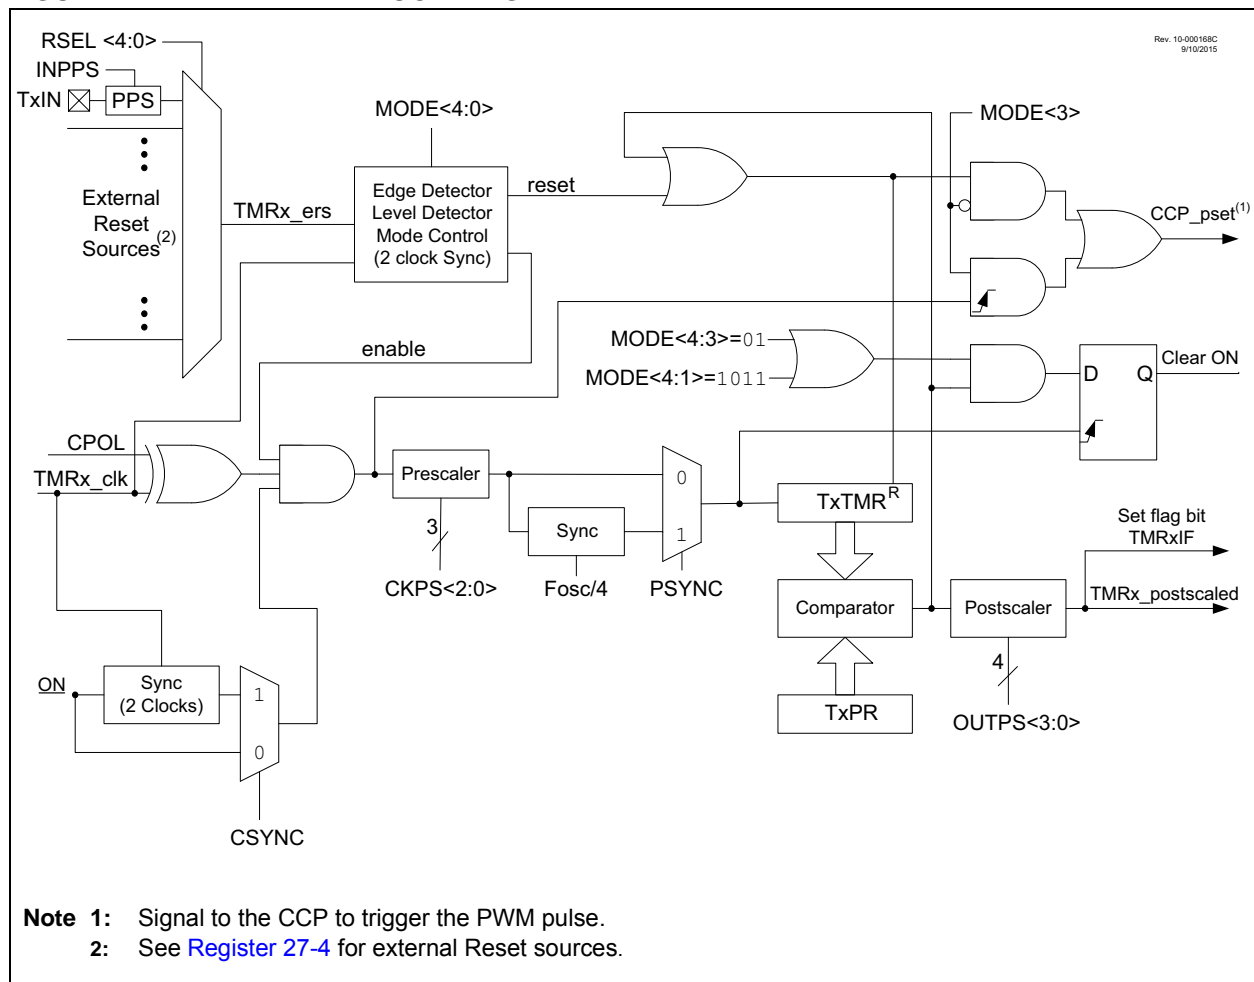 Rev. 10-000168C
9/10/2015
RSEL <4:0>
INPPS
TxIN
PPS
MODE<4:0>
MODE<3>
External
Reset
Sources(2)
TMRx_ers
Edge Detector
Level Detector
Mode Control
(2 clock Sync)
reset
CCP_pset(1)
enable
MODE<4:3>=01
MODE<4:1>=1011
D
Q
Clear ON
CPOL
TMRx_clk
Prescaler
0
1
TxTMR
R
3
Sync
Set flag bit
TMRxIF
CKPS<2:0>
Fosc/4
PSYNC
Comparator
Postscaler
TMRx_postscaled
ON
Sync
(2 Clocks)
1
0
4
TxPR
OUTPS<3:0>
CSYNC
Note 1: Signal to the CCP to trigger the PWM pulse.
2: See Register 27-4 for external Reset sources.